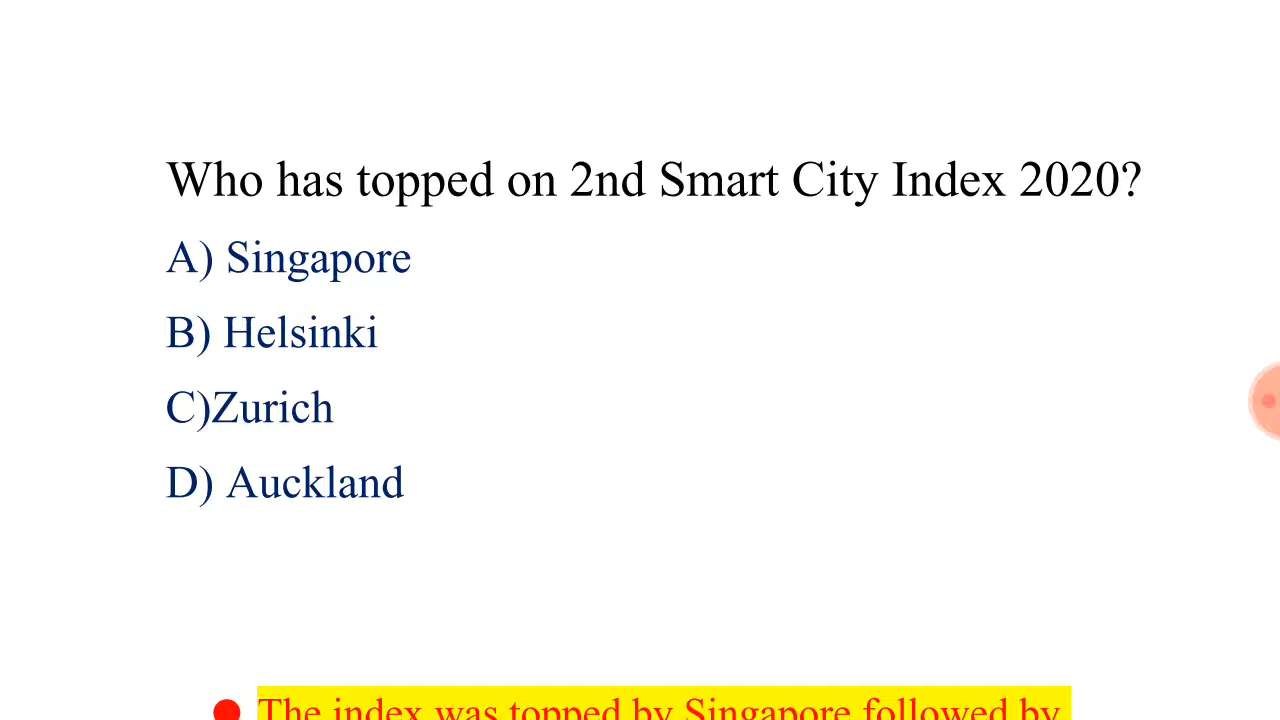 Who has topped on 2nd Smart City Index 2020?
A) Singapore
B) Helsinki
C)Zurich
D) Auckland
The index was topped by Singapore followed by